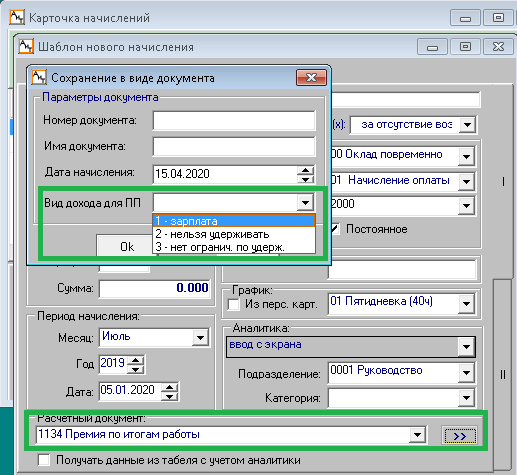 Карточка начислений
Шаблон нового начисления
Сохранение в виде документа
Параметры документа
Номер документа:
Имя документа:
(х): за отсутствие воз
Дата начисления: 15.04.2020
00 Оклад повременно
01 Начисление оплаты
I
Вид дохода для ПП
2000
1 - зарплата
2 - нельзя удерживать
3 - нет огранич. по удерж.
Постоянное
Ok
Сумма: 0.000
График:
Из перс. карт. 01 Пятидневка (40ч)
Период начисления:
Месяц: Июль
Аналитика:
ввод с экрана
Год 2019
Подразделение: 0001 Руководство
II
Дата: 05.01.2020
Категория:
Расчетный документ:
1134 Премия по итогам работы >>
Получать данные из табеля с учетом аналитики